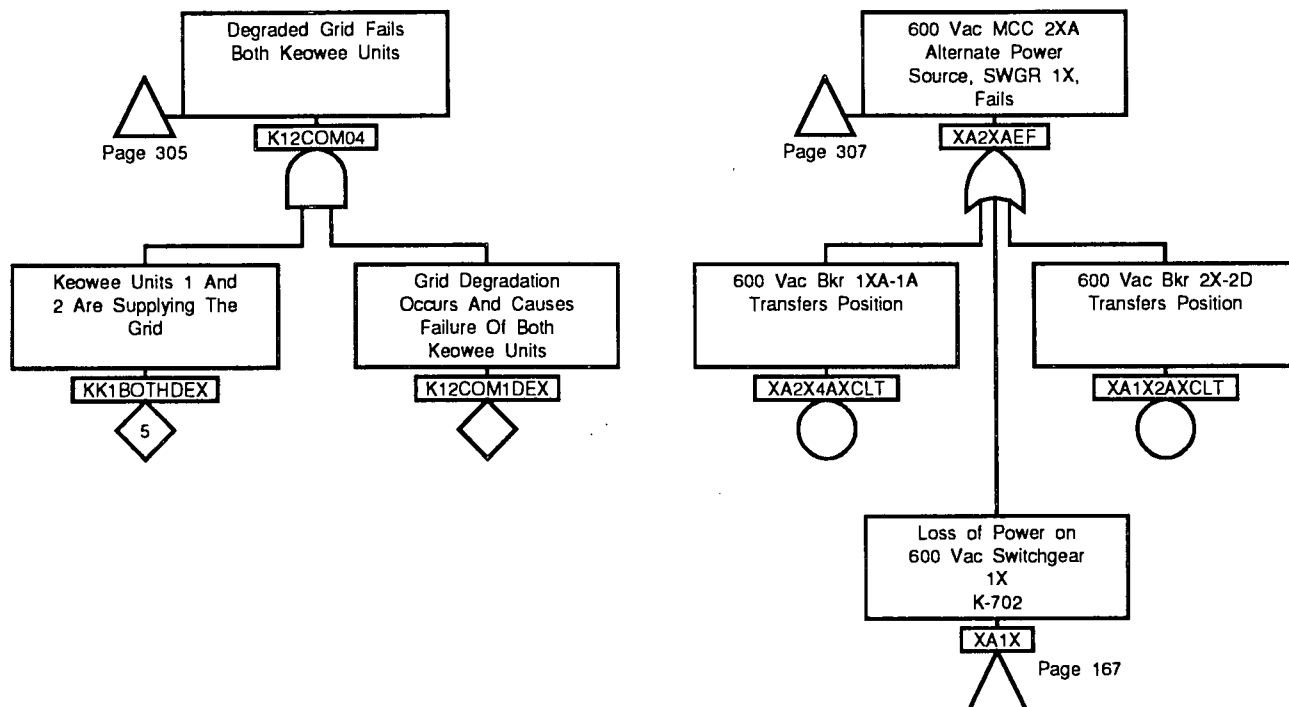 Degraded Grid Fails
Both Keowee Units
Page 305
K12COM04
Keowee Units 1 And
2 Are Supplying The
Grid
KK1BOTHDEX
5
Grid Degradation
Occurs And Causes
Failure Of Both
Keowee Units
K12COM1DEX
600 Vac MCC 2XA
Alternate Power
Source, SWGR 1X,
Fails
Page 307
XA2XAEF
600 Vac Bkr 1XA-1A
Transfers Position
XA2X4AXCLT
600 Vac Bkr 2X-2D
Transfers Position
XA1X2AXCLT
Loss of Power on
600 Vac Switchgear
1X
K-702
XA1X
Page 167